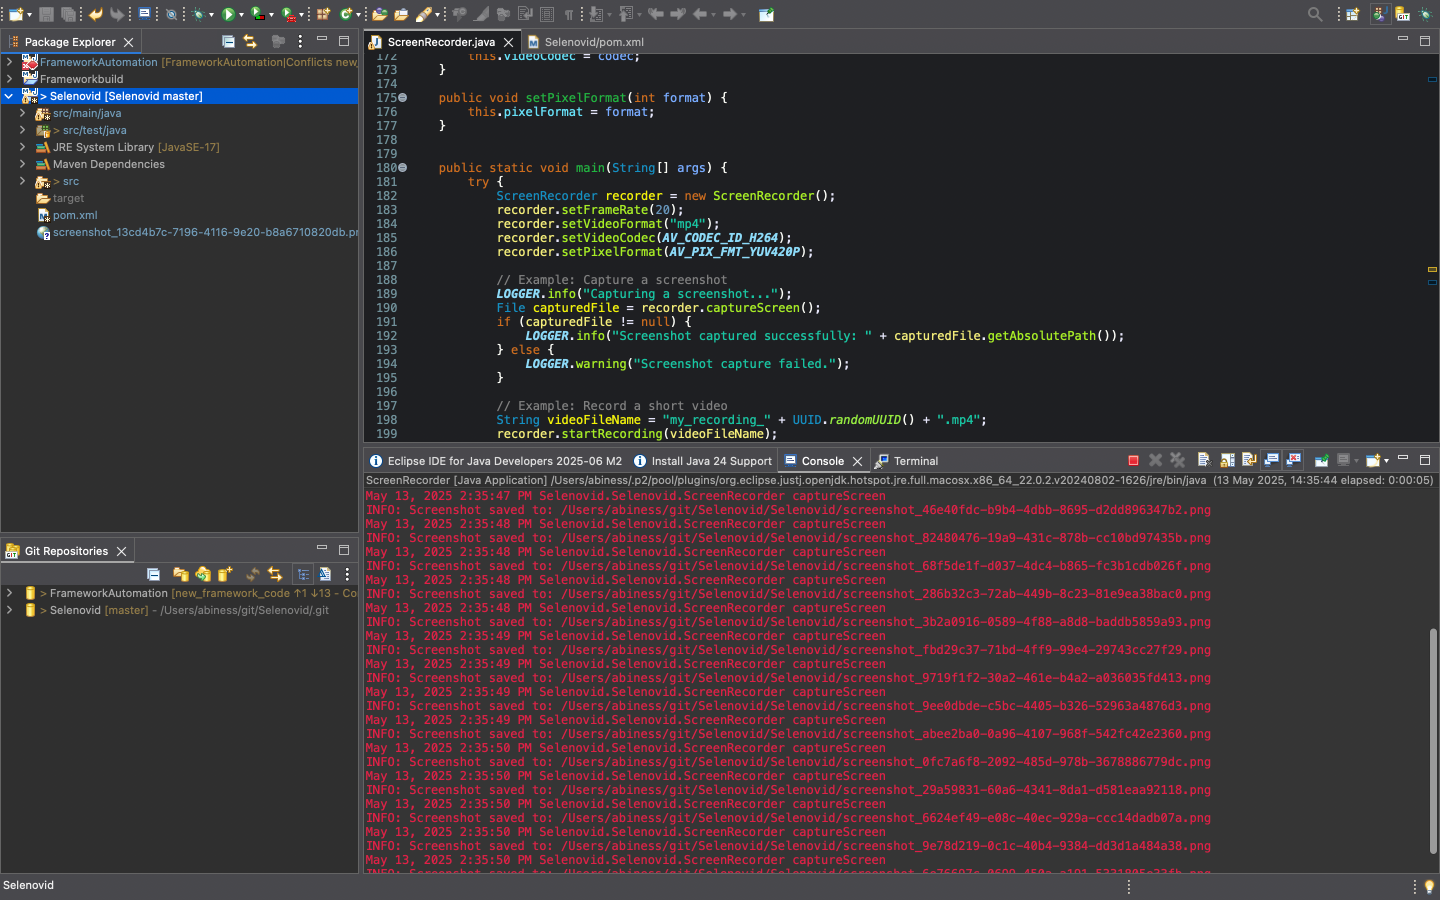 Package Explorer
FrameworkAutomation [FrameworkAutomation|Conflicts new_
Frameworkbuild
> Selenovid [Selenovid master]
src/main/java
> src/test/java
JRE System Library [JavaSE-17]
Maven Dependencies
> src
target
pom.xml
screenshot_13cd4b7c-7196-4116-9e20-b8a6710820db.pn
Git Repositories
> FrameworkAutomation [new_framework_code ↑1 ↓13 - Co
> Selenovid [master] - /Users/abiness/git/Selenovid/.git
ScreenRecorder.java
Selenovid/pom.xml
172 this.videoCodec = codec;
173 }
174
175 public void setPixelFormat(int format) {
176 this.pixelFormat = format;
177 }
178
179
180 public static void main(String[] args) {
181 try {
182 ScreenRecorder recorder = new ScreenRecorder();
183 recorder.setFrameRate(20);
184 recorder.setVideoFormat("mp4");
185 recorder.setVideoCodec(AV_CODEC_ID_H264);
186 recorder.setPixelFormat(AV_PIX_FMT_YUV420P);
187
188 // Example: Capture a screenshot
189 LOGGER.info("Capturing a screenshot...");
190 File capturedFile = recorder.captureScreen();
191 if (capturedFile != null) {
192 LOGGER.info("Screenshot captured successfully: " + capturedFile.getAbsolutePath());
193 } else {
194 LOGGER.warning("Screenshot capture failed.");
195 }
196
197 // Example: Record a short video
198 String videoFileName = "my_recording_" + UUID.randomUUID() + ".mp4";
199 recorder.startRecording(videoFileName);
Eclipse IDE for Java Developers 2025-06 M2
Install Java 24 Support
Console
Terminal
ScreenRecorder [Java Application] /Users/abiness/.p2/pool/plugins/org.eclipse.justj.openjdk.hotspot.jre.full.macosx.x86_64_22.0.2.v20240802-1626/jre/bin/java (13 May 2025, 14:35:44 elapsed: 0:00:05)
May 13, 2025 2:35:47 PM Selenovid.Selenovid.ScreenRecorder captureScreen
INFO: Screenshot saved to: /Users/abiness/git/Selenovid/Selenovid/screenshot_46e40fdc-b9b4-4dbb-8695-d2dd896347b2.png
May 13, 2025 2:35:48 PM Selenovid.Selenovid.ScreenRecorder captureScreen
INFO: Screenshot saved to: /Users/abiness/git/Selenovid/Selenovid/screenshot_82480476-19a9-431c-878b-cc10bd97435b.png
May 13, 2025 2:35:48 PM Selenovid.Selenovid.ScreenRecorder captureScreen
INFO: Screenshot saved to: /Users/abiness/git/Selenovid/Selenovid/screenshot_68f5de1f-d037-4dc4-b865-fc3b1cdb026f.png
May 13, 2025 2:35:48 PM Selenovid.Selenovid.ScreenRecorder captureScreen
INFO: Screenshot saved to: /Users/abiness/git/Selenovid/Selenovid/screenshot_286b32c3-72ab-449b-8c23-81e9ea38bac0.png
May 13, 2025 2:35:48 PM Selenovid.Selenovid.ScreenRecorder captureScreen
INFO: Screenshot saved to: /Users/abiness/git/Selenovid/Selenovid/screenshot_3b2a0916-0589-4f88-a8d8-baddb5859a93.png
May 13, 2025 2:35:49 PM Selenovid.Selenovid.ScreenRecorder captureScreen
INFO: Screenshot saved to: /Users/abiness/git/Selenovid/Selenovid/screenshot_fbd29c37-71bd-4ff9-99e4-29743cc27f29.png
May 13, 2025 2:35:49 PM Selenovid.Selenovid.ScreenRecorder captureScreen
INFO: Screenshot saved to: /Users/abiness/git/Selenovid/Selenovid/screenshot_9719f1f2-30a2-461e-b4a2-a036035fd413.png
May 13, 2025 2:35:49 PM Selenovid.Selenovid.ScreenRecorder captureScreen
INFO: Screenshot saved to: /Users/abiness/git/Selenovid/Selenovid/screenshot_9ee0dbde-c5bc-4405-b326-52963a4876d3.png
May 13, 2025 2:35:49 PM Selenovid.Selenovid.ScreenRecorder captureScreen
INFO: Screenshot saved to: /Users/abiness/git/Selenovid/Selenovid/screenshot_abee2ba0-0a96-4107-968f-542fc42e2360.png
May 13, 2025 2:35:50 PM Selenovid.Selenovid.ScreenRecorder captureScreen
INFO: Screenshot saved to: /Users/abiness/git/Selenovid/Selenovid/screenshot_0fc7a6f8-2092-485d-978b-3678886779dc.png
May 13, 2025 2:35:50 PM Selenovid.Selenovid.ScreenRecorder captureScreen
INFO: Screenshot saved to: /Users/abiness/git/Selenovid/Selenovid/screenshot_29a59831-60a6-4341-8da1-d581eaa92118.png
May 13, 2025 2:35:50 PM Selenovid.Selenovid.ScreenRecorder captureScreen
INFO: Screenshot saved to: /Users/abiness/git/Selenovid/Selenovid/screenshot_6624ef49-e08c-40ec-929a-ccc14dadb07a.png
May 13, 2025 2:35:50 PM Selenovid.Selenovid.ScreenRecorder captureScreen
INFO: Screenshot saved to: /Users/abiness/git/Selenovid/Selenovid/screenshot_9e78d219-0c1c-40b4-9384-dd3d1a484a38.png
May 13, 2025 2:35:50 PM Selenovid.Selenovid.ScreenRecorder captureScreen
INFO: Screenshot saved to:
Selenovid